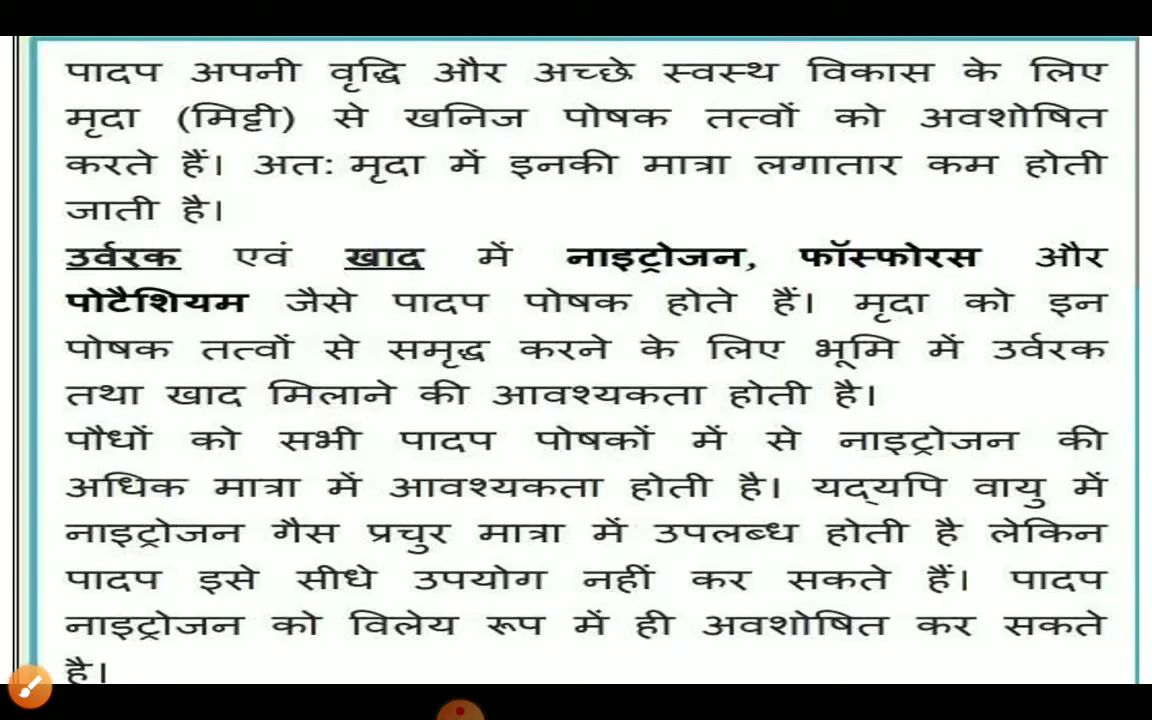 पादप अपनी वृद्धि और अच्छे स्वस्थ विकास के लिए
मृदा (मिट्टी) से खनिज पोषक तत्वों को अवशोषित
करते हैं। अत: मृदा में इनकी मात्रा लगातार कम होती
जाती है।
उर्वरक एवं खाद में नाइट्रोजन, फॉस्फोरस और
पोटैशियम जैसे पादप पोषक होते हैं। मृदा को इन
पोषक तत्वों से समृद्ध करने के लिए भूमि में उर्वरक
तथा खाद मिलाने की आवश्यकता होती है।
पौधों को सभी पादप पोषकों में से नाइट्रोजन की
अधिक मात्रा में आवश्यकता होती है। यद्‌यपि वायु में
नाइट्रोजन गैस प्रचुर मात्रा में उपलब्ध होती है लेकिन
पादप इसे सीधे उपयोग नहीं कर सकते हैं। पादप
नाइट्रोजन को विलेय रूप में ही अवशोषित कर सकते
है।